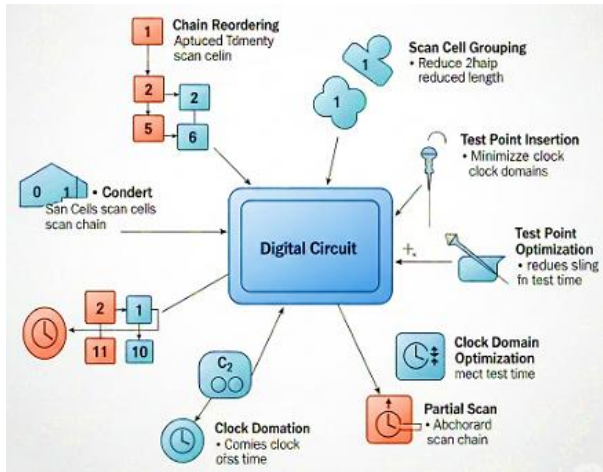 1
Chain Reordering
Aptuced Tdmenty
scan celin
2
2
5
6
1
1
Scan Cell Grouping
• Reduce 2haip
reduced length
Test Point Insertion
• Minimizze clock
clock domains
0 1
• Condert
San Cells scan cells
scan chain
Digital Circuit
Test Point
Optimization
• redues sling
fn test time
2
1
11
10
C2
Clock Domation
• Comies clock
ofss time
Clock Domain
Optimization
mect test time
Partial Scan
• Abchorard
scan chain